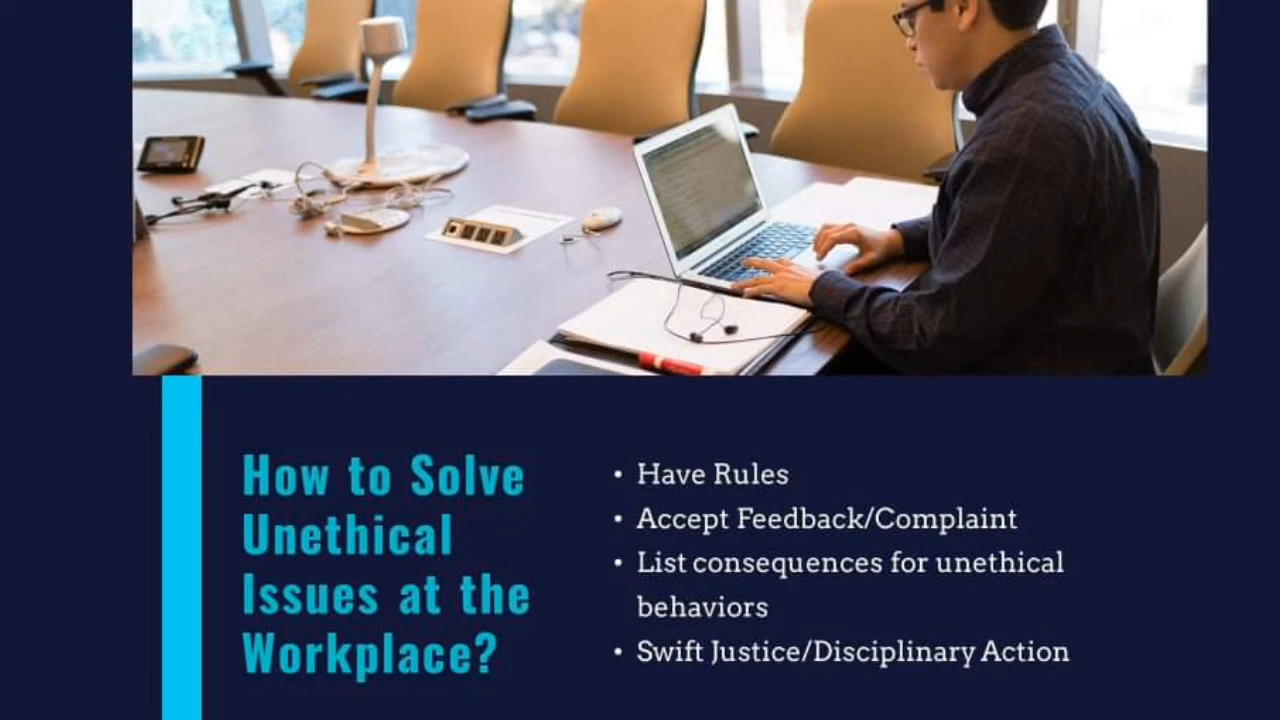 How to Solve
Unethical
Issues at the
Workplace?
• Have Rules
• Accept Feedback/Complaint
• List consequences for unethical
behaviors
• Swift Justice/Disciplinary Action